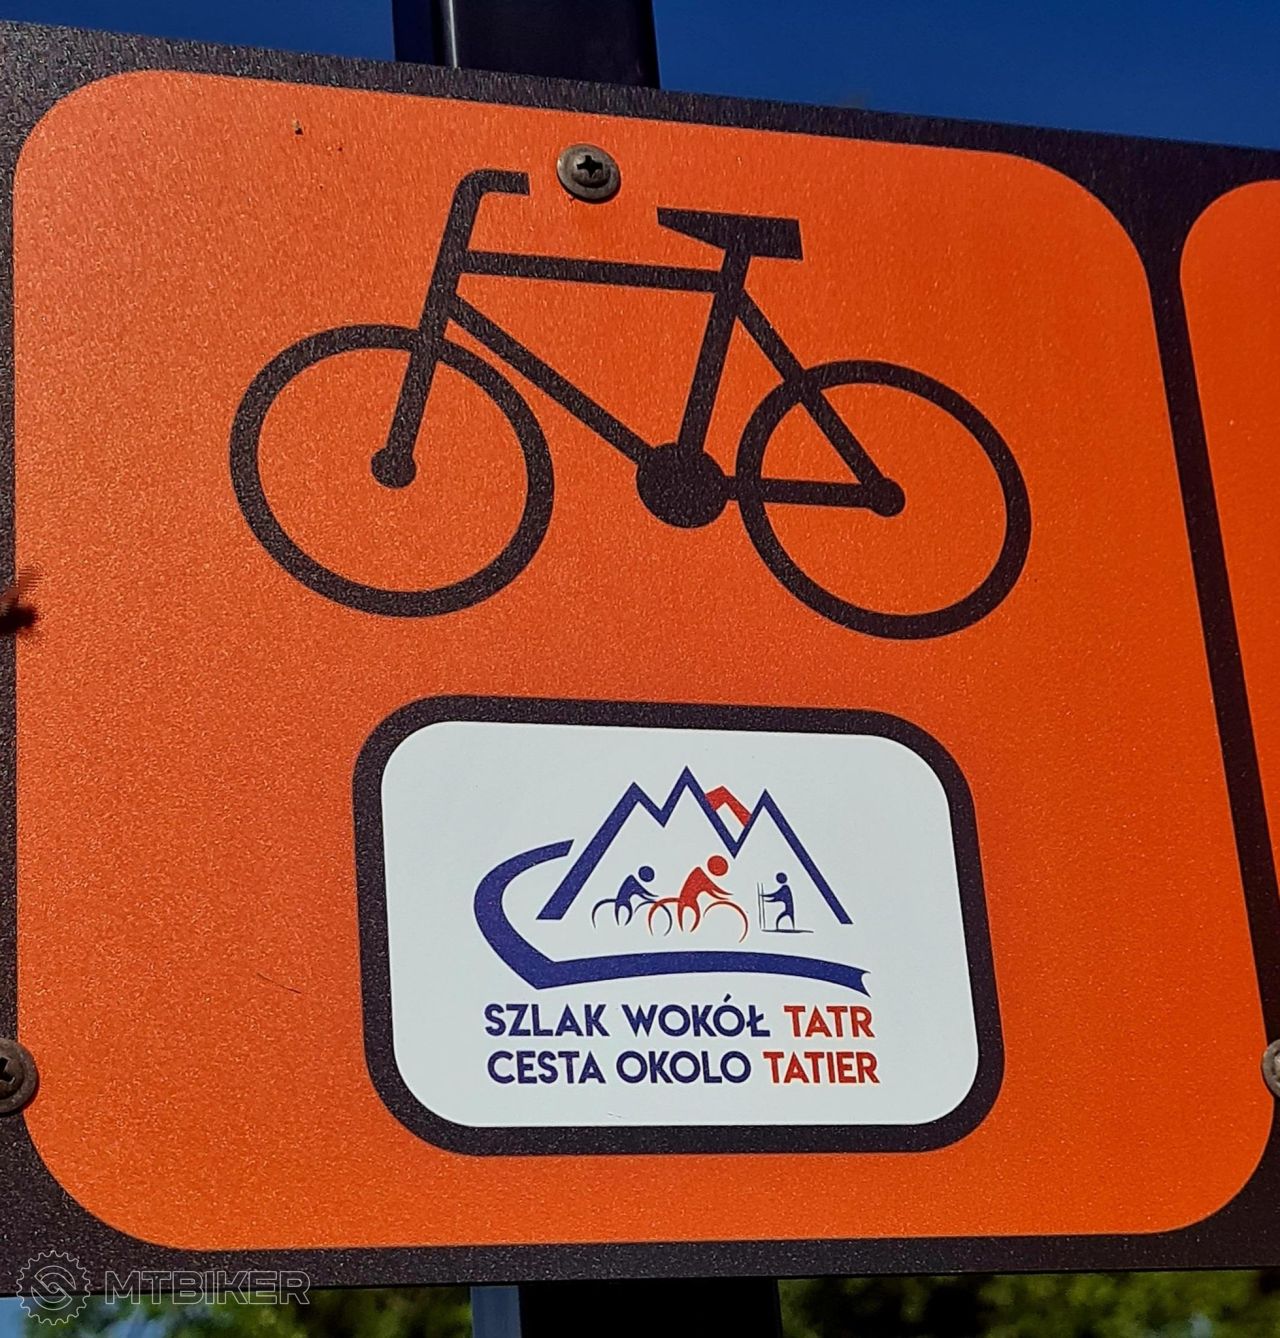 SZLAK WOKÓŁ TATR
CESTA OKOLO TATIER
MTBIKER